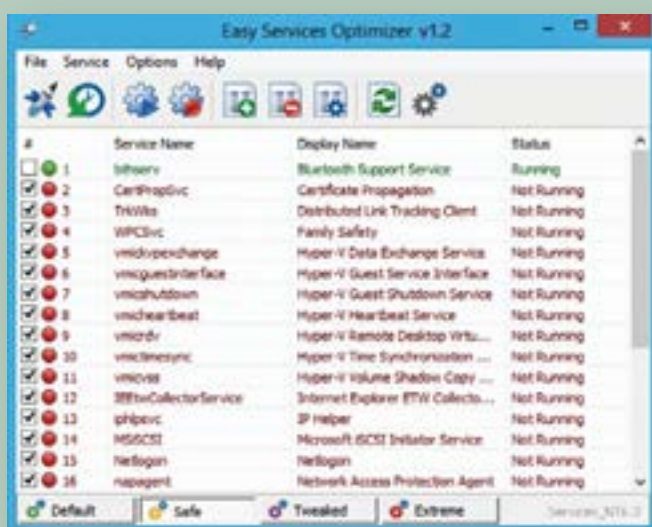 Easy Services Optimizer v1.2
File Service Options Help
# Service Name Display Name Status
1 bthserv Bluetooth Support Service Running
2 CertPropSvc Certificate Propagation Not Running
3 TrkWks Distributed Link Tracking Client Not Running
4 WPCSvc Family Safety Not Running
5 vmickvpexchange Hyper-V Data Exchange Service Not Running
6 vmicguestinterface Hyper-V Guest Service Interface Not Running
7 vmicshutdown Hyper-V Guest Shutdown Service Not Running
8 vmicheartbeat Hyper-V Heartbeat Service Not Running
9 vmicrdv Hyper-V Remote Desktop Virtu... Not Running
10 vmictimesync Hyper-V Time Synchronization ... Not Running
11 vmicvss Hyper-V Volume Shadow Copy ... Not Running
12 IEEtwCollectorService Internet Explorer ETW Collecto... Not Running
13 iphlpsvc IP Helper Not Running
14 MSiSCSI Microsoft iSCSI Initiator Service Not Running
15 Netlogon Netlogon Not Running
16 napagent Network Access Protection Agent Not Running
Default Safe Tweaked Extreme Services_NT6.3